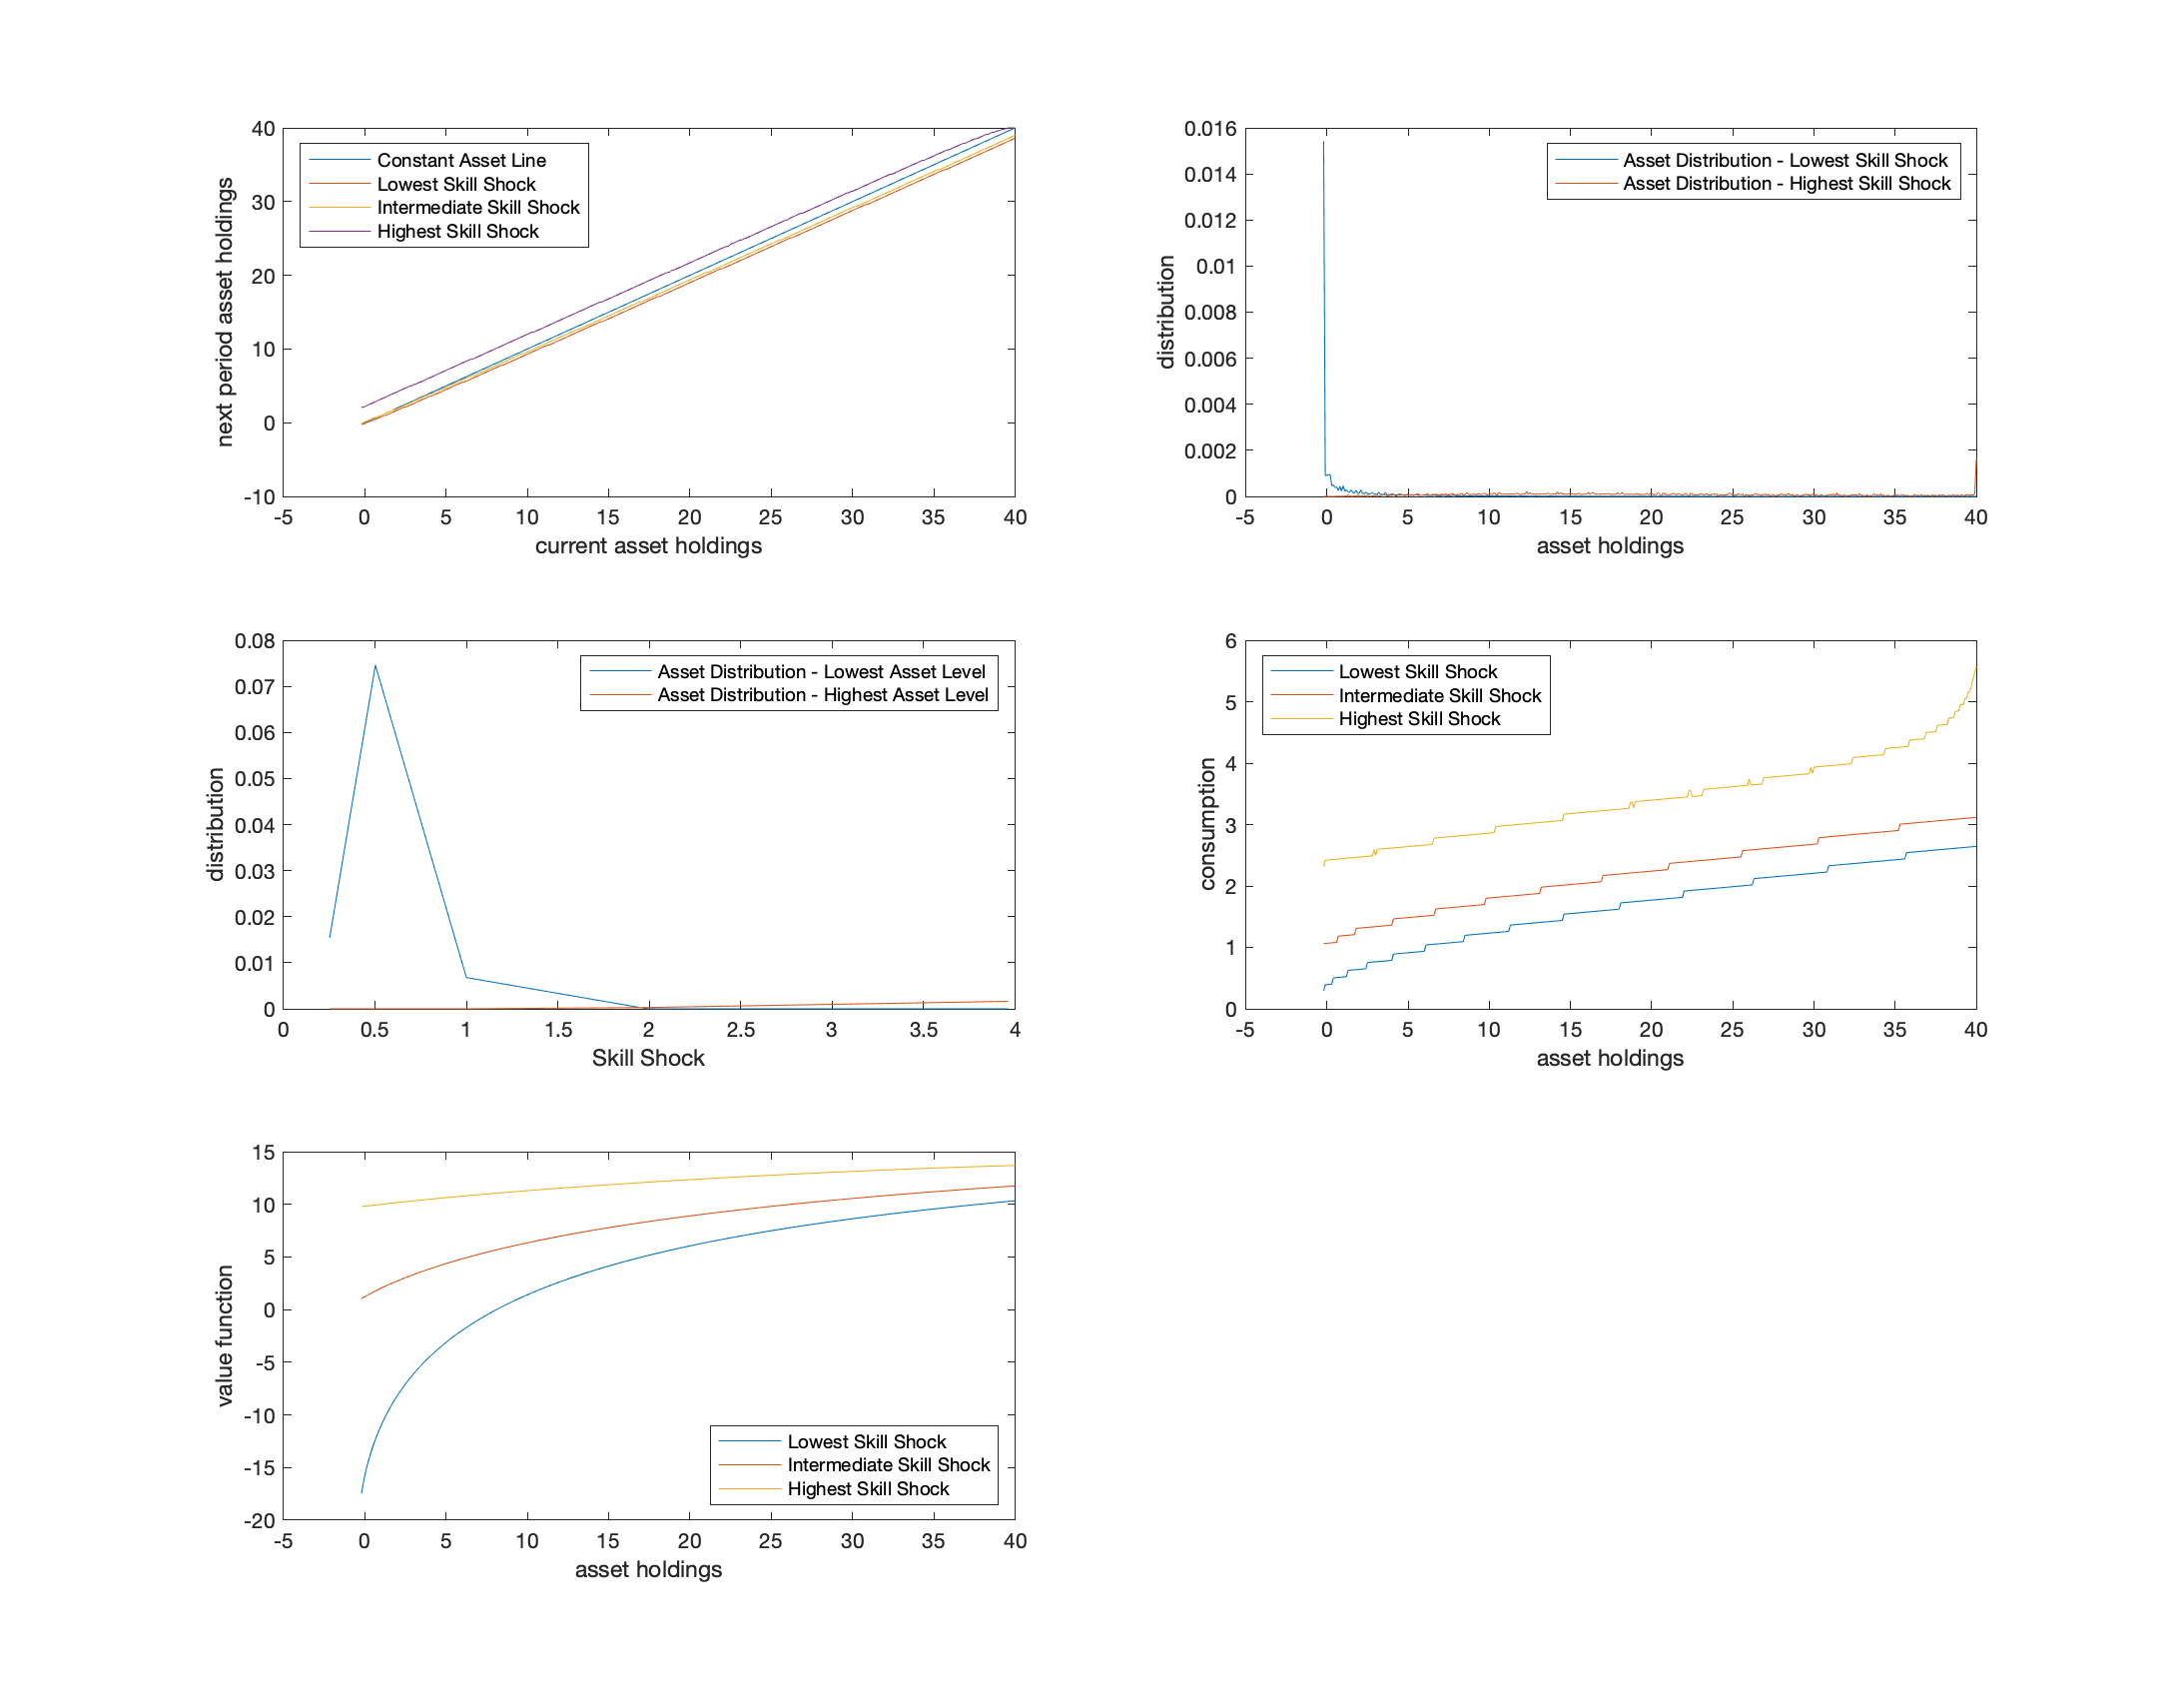 40
30
20
10
0
-10
next period asset holdings
Constant Asset Line
Lowest Skill Shock
Intermediate Skill Shock
Highest Skill Shock
-5 0 5 10 15 20 25 30 35 40
current asset holdings
0.016
0.014
0.012
0.01
0.008
0.006
0.004
0.002
0
distribution
Asset Distribution - Lowest Skill Shock
Asset Distribution - Highest Skill Shock
-5 0 5 10 15 20 25 30 35 40
asset holdings
0.08
0.07
0.06
0.05
0.04
0.03
0.02
0.01
0
distribution
Asset Distribution - Lowest Asset Level
Asset Distribution - Highest Asset Level
0 0.5 1 1.5 2 2.5 3 3.5 4
Skill Shock
6
5
4
3
2
1
0
consumption
Lowest Skill Shock
Intermediate Skill Shock
Highest Skill Shock
-5 0 5 10 15 20 25 30 35 40
asset holdings
15
10
5
0
-5
-10
-15
-20
value function
Lowest Skill Shock
Intermediate Skill Shock
Highest Skill Shock
-5 0 5 10 15 20 25 30 35 40
asset holdings